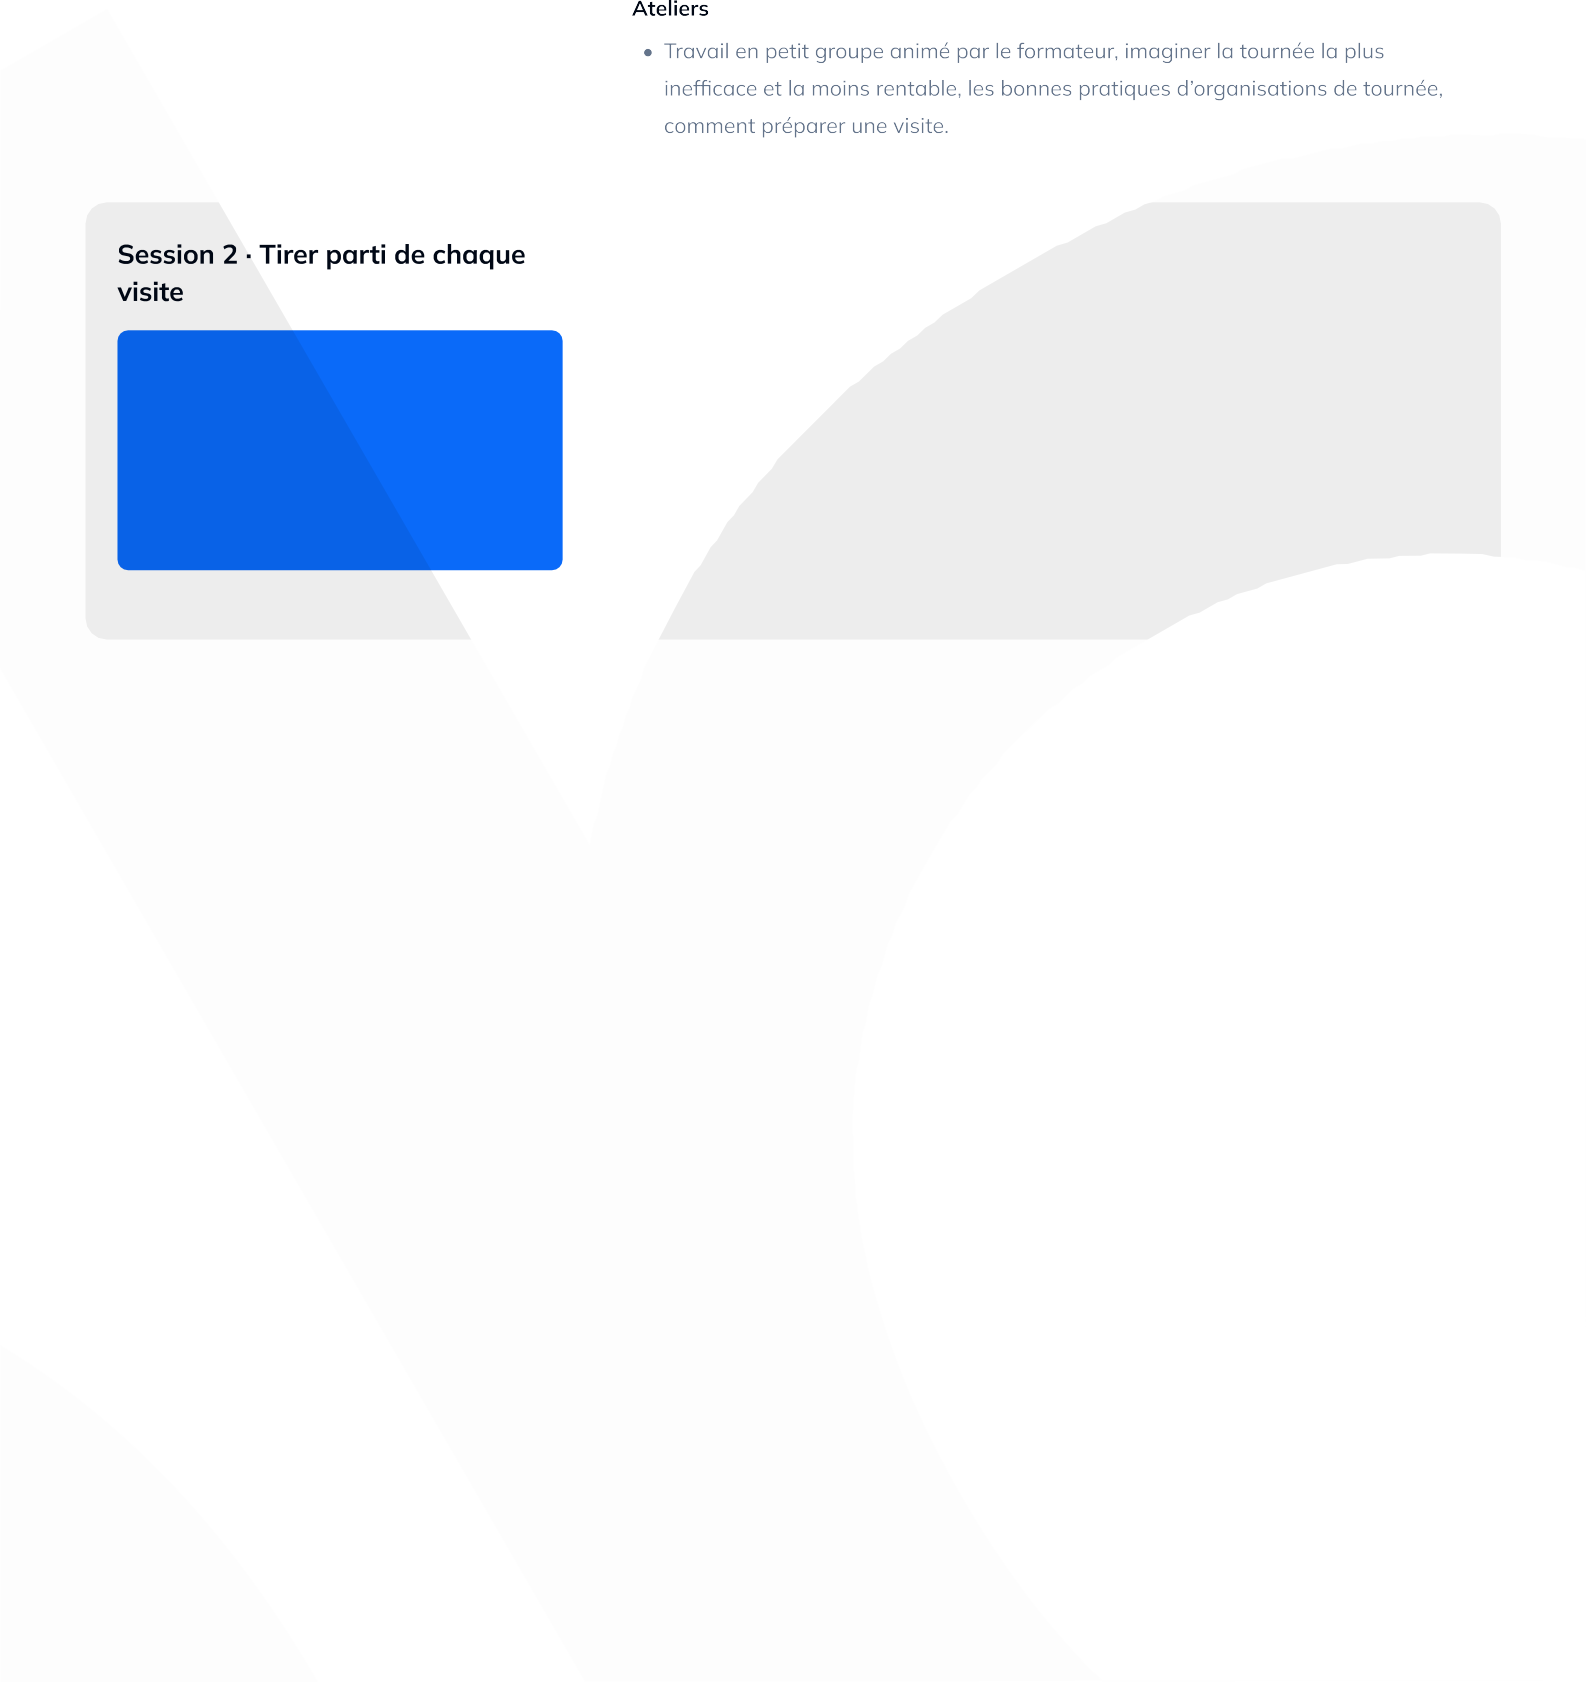 Ateliers
• Travail en petit groupe animé par le formateur, imaginer la tournée la plus
inefficace et la moins rentable, les bonnes pratiques d’organisations de tournée,
comment préparer une visite.
Session 2 · Tirer parti de chaque
visite